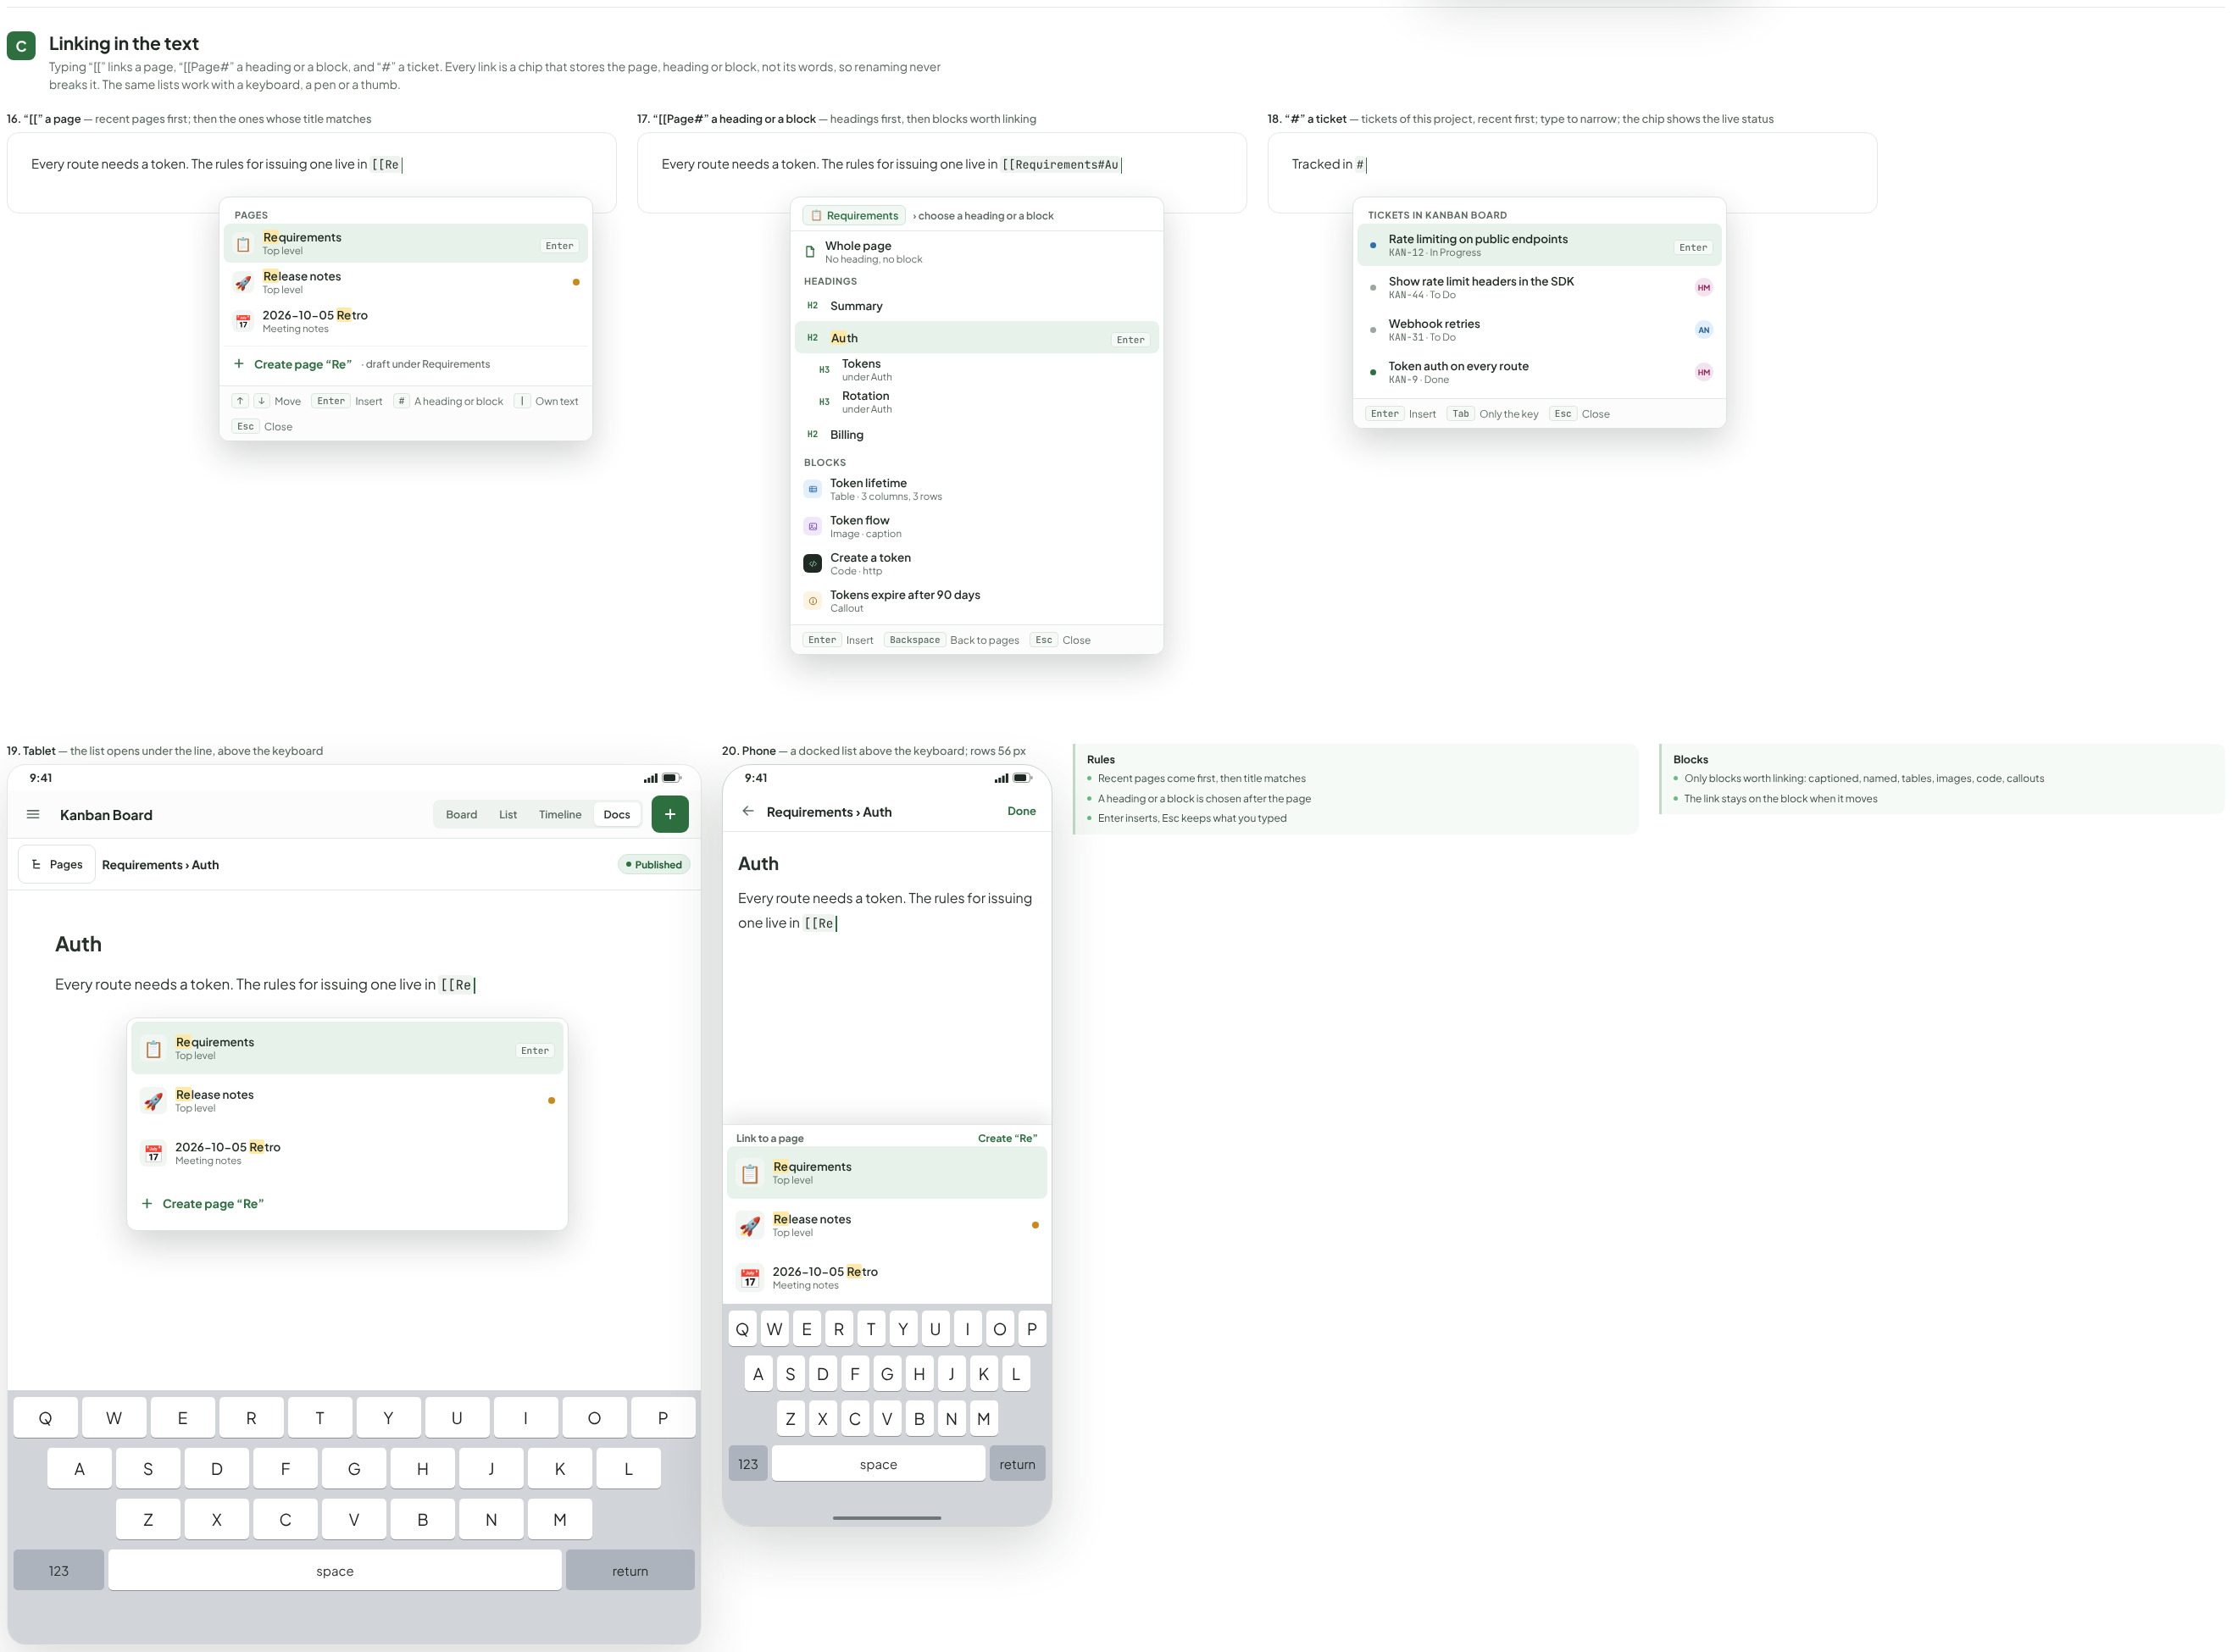 C
Linking in the text
Typing “[[” links a page, “[[Page#” a heading or a block, and “#” a ticket. Every link is a chip that stores the page, heading or block, not its words, so renaming never
breaks it. The same lists work with a keyboard, a pen or a thumb.
16. “[[” a page — recent pages first; then the ones whose title matches
Every route needs a token. The rules for issuing one live in [[Re
PAGES
Requirements
Top level
Enter
Release notes
Top level
2026-10-05 Retro
Meeting notes
+ Create page “Re” · draft under Requirements
↑ ↓ Move Enter Insert # A heading or block | Own text
Esc Close
17. “[[Page#” a heading or a block — headings first, then blocks worth linking
Every route needs a token. The rules for issuing one live in [[Requirements#Au
Requirements › choose a heading or a block
Whole page
No heading, no block
HEADINGS
H2 Summary
H2 Auth Enter
H3 Tokens
under Auth
H3 Rotation
under Auth
H2 Billing
BLOCKS
Token lifetime
Table · 3 columns, 3 rows
Token flow
Image · caption
Create a token
Code · http
Tokens expire after 90 days
Callout
Enter Insert Backspace Back to pages Esc Close
18. “#” a ticket — tickets of this project, recent first; type to narrow; the chip shows the live status
Tracked in #
TICKETS IN KANBAN BOARD
Rate limiting on public endpoints
KAN-12 · In Progress
Enter
Show rate limit headers in the SDK
KAN-44 · To Do
HM
Webhook retries
KAN-31 · To Do
AN
Token auth on every route
KAN-9 · Done
HM
Enter Insert Tab Only the key Esc Close
19. Tablet — the list opens under the line, above the keyboard
9:41
Kanban Board
Board List Timeline Docs +
Pages Requirements › Auth Published
Auth
Every route needs a token. The rules for issuing one live in [[Re
Requirements
Top level
Enter
Release notes
Top level
2026-10-05 Retro
Meeting notes
+ Create page “Re”
Q W E R T Y U I O P
A S D F G H J K L
Z X C V B N M
123 space return
20. Phone — a docked list above the keyboard; rows 56 px
9:41
Requirements › Auth Done
Auth
Every route needs a token. The rules for issuing
one live in [[Re
Link to a page Create “Re”
Requirements
Top level
Release notes
Top level
2026-10-05 Retro
Meeting notes
Q W E R T Y U I O P
A S D F G H J K L
Z X C V B N M
123 space return
Rules
Recent pages come first, then title matches
A heading or a block is chosen after the page
Enter inserts, Esc keeps what you typed
Blocks
Only blocks worth linking: captioned, named, tables, images, code, callouts
The link stays on the block when it moves